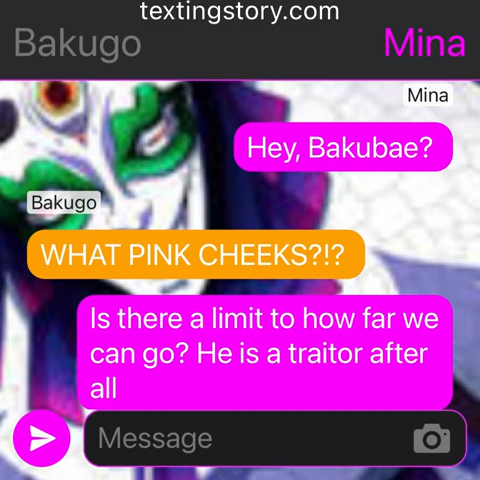 textingstory.com
Bakugo
Mina
Mina
Hey, Bakubae?
Bakugo
WHAT PINK CHEEKS?!?
Is there a limit to how far we
can go? He is a traitor after
all
Message